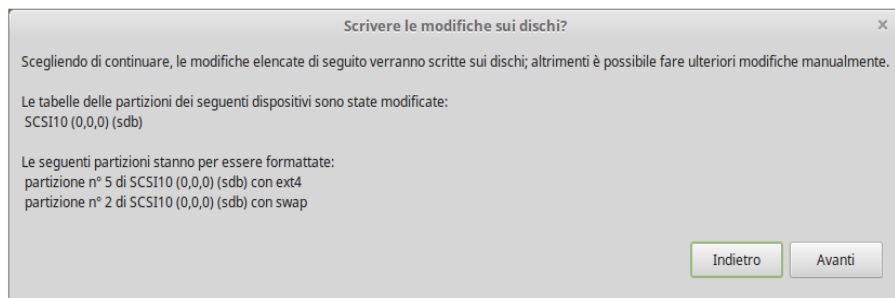 Scrivere le modifiche sui dischi?
Scegliendo di continuare, le modifiche elencate di seguito verranno scritte sui dischi; altrimenti è possibile fare ulteriori modifiche manualmente.
Le tabelle delle partizioni dei seguenti dispositivi sono state modificate:
SCSI10 (0,0,0) (sdb)
Le seguenti partizioni stanno per essere formattate:
partizione n° 5 di SCSI10 (0,0,0) (sdb) con ext4
partizione n° 2 di SCSI10 (0,0,0) (sdb) con swap
Indietro
Avanti